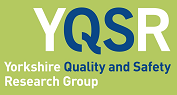 YQSR
Yorkshire Quality and Safety
Research Group